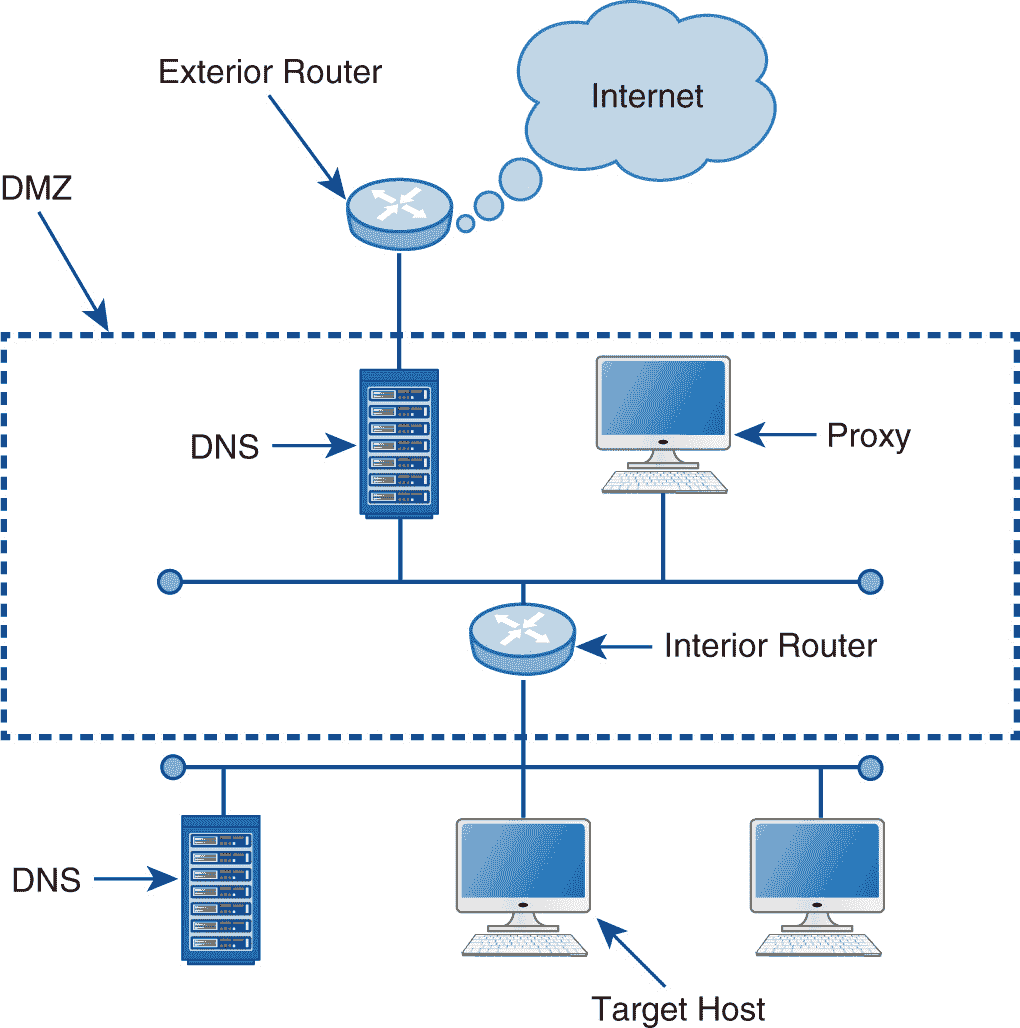 Exterior Router
Internet
DMZ
DNS
Proxy
Interior Router
DNS
Target Host